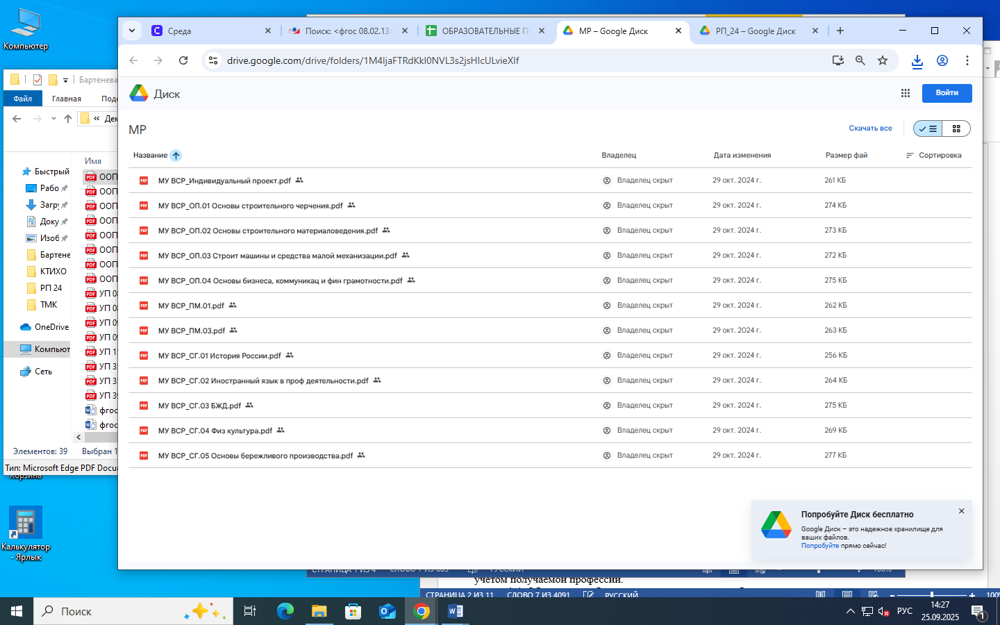 Компьютер
Среда
Поиск: <фгос 08.02.13>
ОБРАЗОВАТЕЛЬНЫЕ П
МР – Google Диск
РП_24 – Google Диск
drive.google.com/drive/folders/1M4IjaFTRdKkI0NVL3s2jsHIcULvieXIf
Диск
Войти
МР
Скачать все
Название
Владелец
Дата изменения
Размер фай
Сортировка
МУ ВСР_Индивидуальный проект.pdf
Владелец скрыт
29 окт. 2024 г.
261 КБ
МУ ВСР_ОП.01 Основы строительного черчения.pdf
Владелец скрыт
29 окт. 2024 г.
274 КБ
МУ ВСР_ОП.02 Основы строительного материаловедения.pdf
Владелец скрыт
29 окт. 2024 г.
273 КБ
МУ ВСР_ОП.03 Строит машины и средства малой механизации.pdf
Владелец скрыт
29 окт. 2024 г.
272 КБ
МУ ВСР_ОП.04 Основы бизнеса, коммуникац и фин грамотности.pdf
Владелец скрыт
29 окт. 2024 г.
275 КБ
МУ ВСР_ПМ.01.pdf
Владелец скрыт
29 окт. 2024 г.
262 КБ
МУ ВСР_ПМ.03.pdf
Владелец скрыт
29 окт. 2024 г.
263 КБ
МУ ВСР_СГ.01 История России.pdf
Владелец скрыт
29 окт. 2024 г.
256 КБ
МУ ВСР_СГ.02 Иностранный язык в проф деятельности.pdf
Владелец скрыт
29 окт. 2024 г.
264 КБ
МУ ВСР_СГ.03 БЖД.pdf
Владелец скрыт
29 окт. 2024 г.
275 КБ
МУ ВСР_СГ.04 Физ культура.pdf
Владелец скрыт
29 окт. 2024 г.
269 КБ
МУ ВСР_СГ.05 Основы бережливого производства.pdf
Владелец скрыт
29 окт. 2024 г.
277 КБ
Попробуйте Диск бесплатно
Google Диск – это надежное хранилище для
ваших файлов.
Попробуйте прямо сейчас!
Бартенева
Файл
Главная
Поде
« Дем
Имя
Быстрый
Рабо
Загру
Доку
Изоб
Бартене
КТИХО
РП 24
ТМК
OneDrive
Компьют
Сеть
ООП
ООП
ООП
ООП
ООП
ООП
ООП
ООП
УП 08
УП 08
УП 09
УП 09
УП 15
УП 35
УП 35
УП 39
фгос
фгос
Элементов: 39
Выбран 1
Тип: Microsoft Edge PDF Docu
Корзина
Калькулятор
- Ярлык
учетом получаемой профессии.
СТРАНИЦА 2 ИЗ 11
СЛОВО 7 ИЗ 4091
РУССКИЙ
100%
Поиск
РУС
14:27
25.09.2025
1